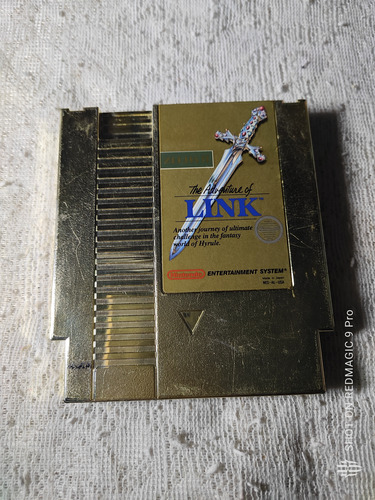 The Adventure of
LINK™
Another journey of ultimate
challenge in the fantasy
world of Hyrule.
Nintendo ENTERTAINMENT SYSTEM®
SHOT ON REDMAGIC 9 Pro